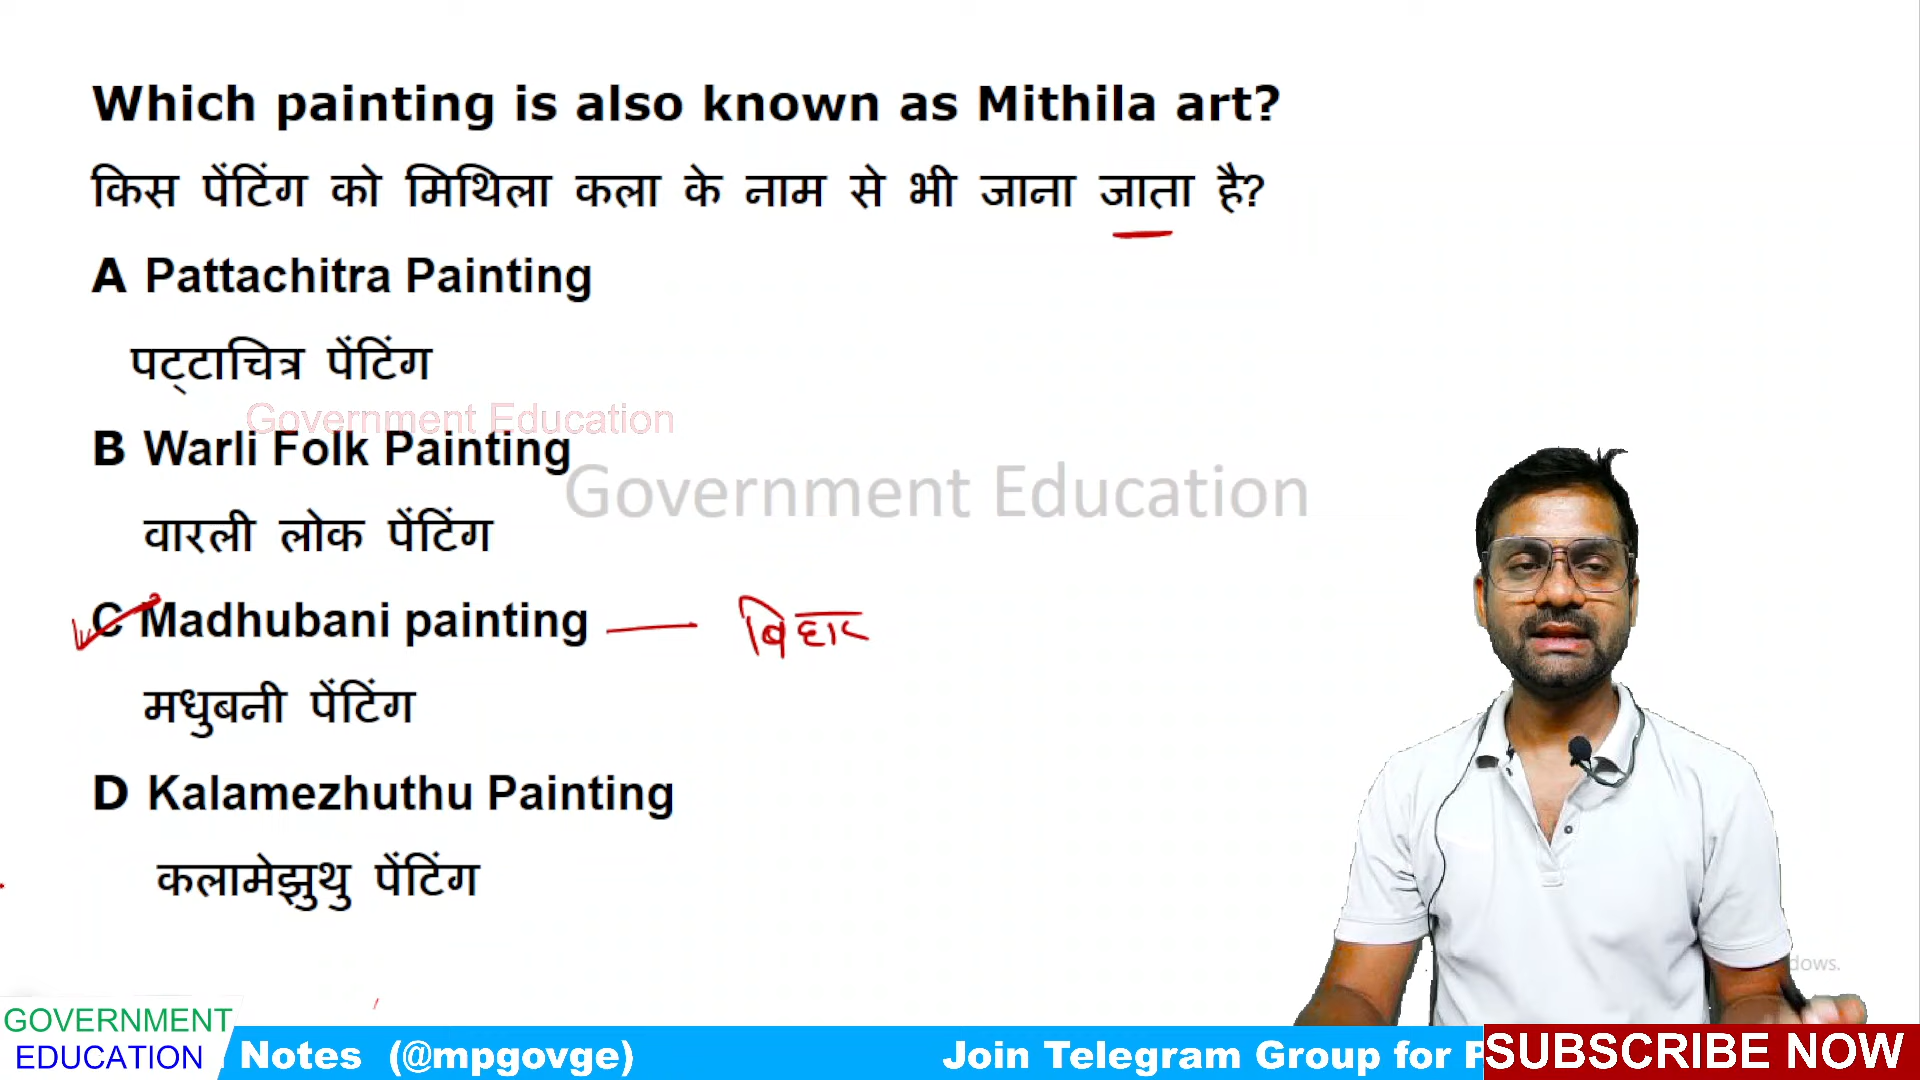 Which painting is also known as Mithila art?
किस पेंटिंग को मिथिला कला के नाम से भी जाना जाता है?
A Pattachitra Painting
पट्टाचित्र पेंटिंग
Government Education
B Warli Folk Painting
Government Education
वारली लोक पेंटिंग
C Madhubani painting — बिहार
मधुबनी पेंटिंग
D Kalamezhuthu Painting
कलामेझुथु पेंटिंग
dows.
GOVERNMENT
EDUCATION
Notes (@mpgovge) Join Telegram Group for P
SUBSCRIBE NOW